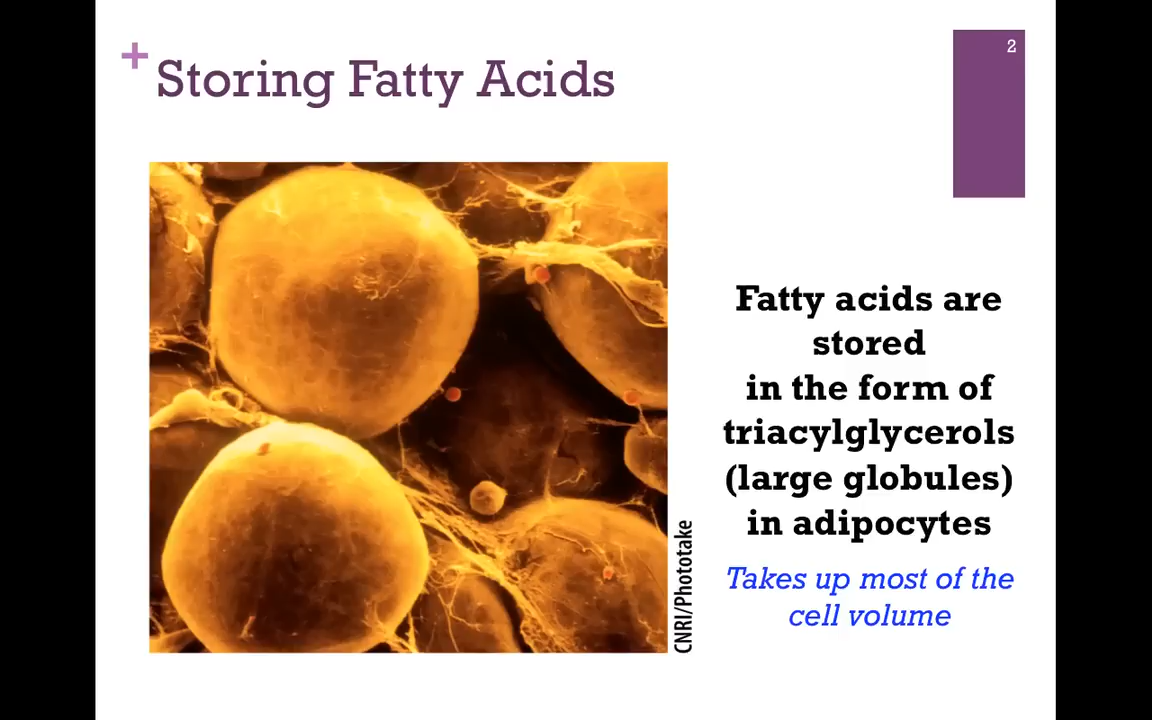 +
Storing Fatty Acids
2
Fatty acids are
stored
in the form of
triacylglycerols
(large globules)
in adipocytes
Takes up most of the
cell volume
CNRI/Phototake